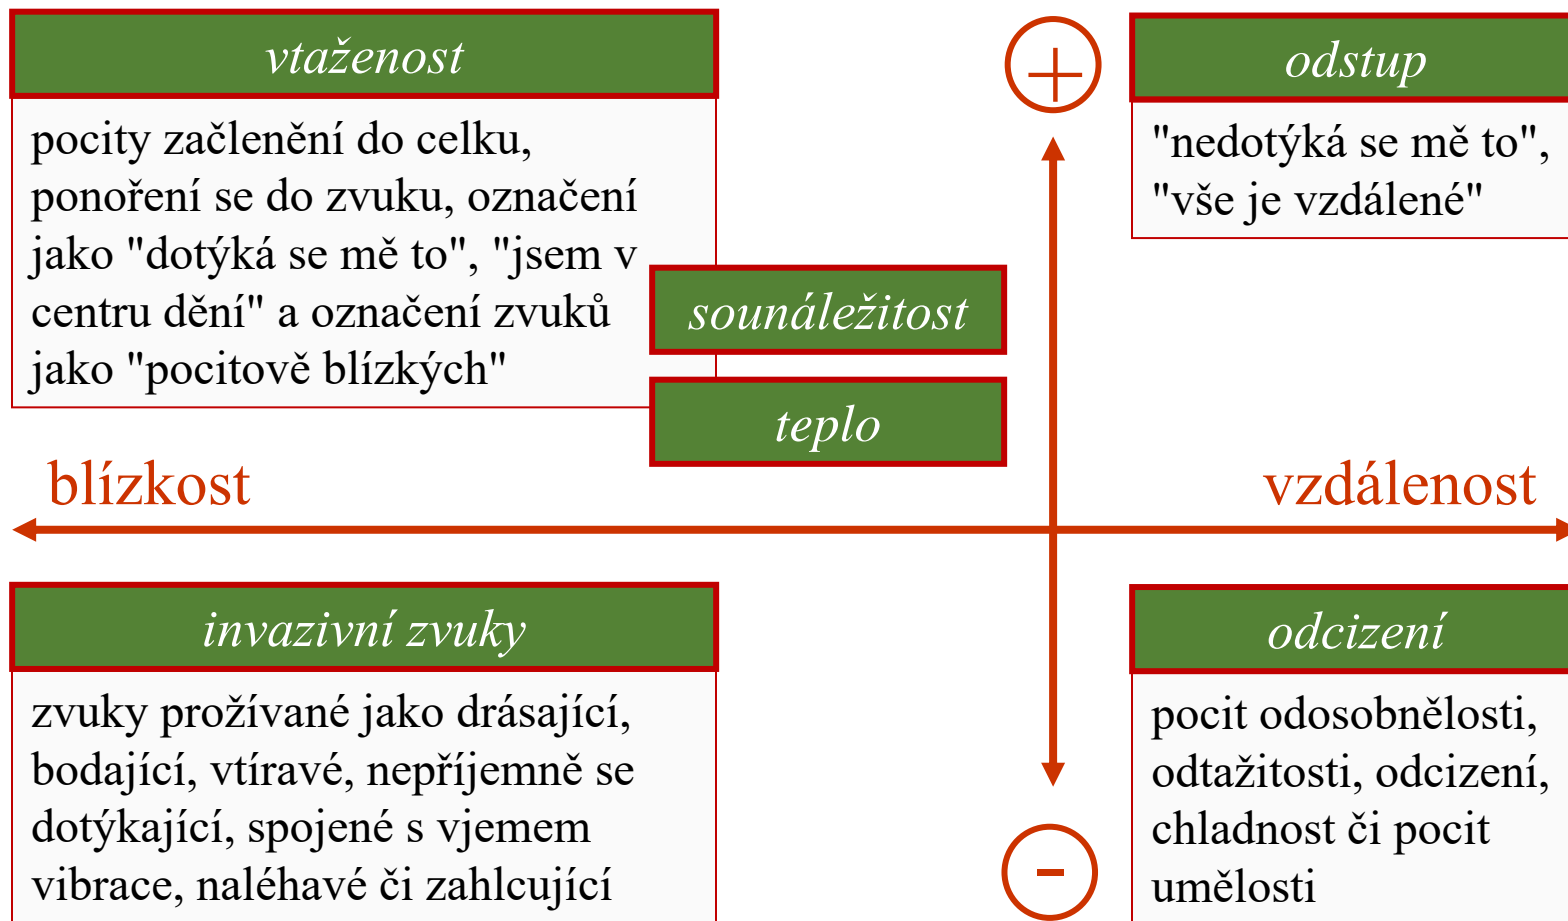 vtaženost
pocity začlenění do celku,
ponoření se do zvuku, označení
jako "dotýká se mě to", "jsem v
centru dění" a označení zvuků
jako "pocitově blízkých"
sounáležitost
teplo
+
odstup
"nedotýká se mě to",
"vše je vzdálené"
blízkost
vzdálenost
invazivní zvuky
zvuky prožívané jako drásající,
bodající, vtíravé, nepříjemně se
dotýkající, spojené s vjemem
vibrace, naléhavé či zahlcující
-
odcizení
pocit odosobnělosti,
odtažitosti, odcizení,
chladnost či pocit
umělosti